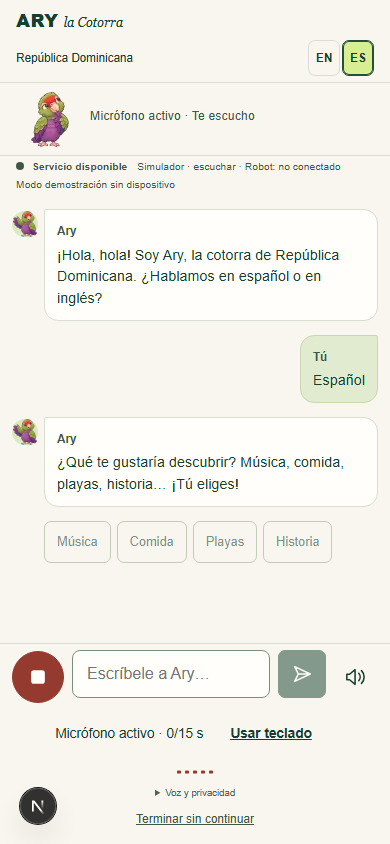 ARY la Cotorra
República Dominicana
EN
ES
Micrófono activo · Te escucho
Servicio disponible Simulador · escuchar · Robot: no conectado
Modo demostración sin dispositivo
Ary
¡Hola, hola! Soy Ary, la cotorra de República
Dominicana. ¿Hablamos en español o en
inglés?
Tú
Español
Ary
¿Qué te gustaría descubrir? Música, comida,
playas, historia… ¡Tú eliges!
Música
Comida
Playas
Historia
Escríbele a Ary…
Micrófono activo · 0/15 s
Usar teclado
Voz y privacidad
N
Terminar sin continuar